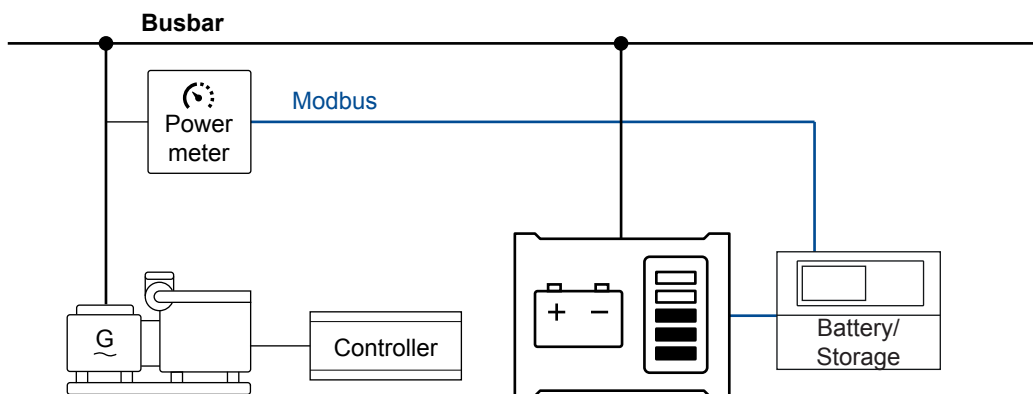 Busbar
Modbus
Power
meter
G
+ −
Controller
Battery/
Storage